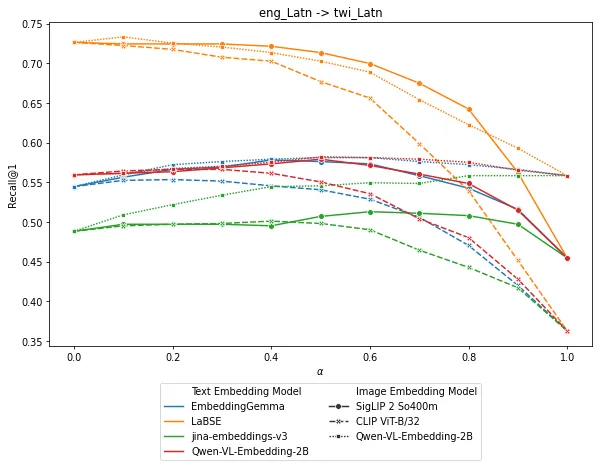 eng_Latn -> twi_Latn
Recall@1
0.75
0.70
0.65
0.60
0.55
0.50
0.45
0.40
0.35
0.0 0.2 0.4 0.6 0.8 1.0
α
Text Embedding Model
EmbeddingGemma
LaBSE
jina-embeddings-v3
Qwen-VL-Embedding-2B
Image Embedding Model
SigLIP 2 So400m
CLIP ViT-B/32
Qwen-VL-Embedding-2B